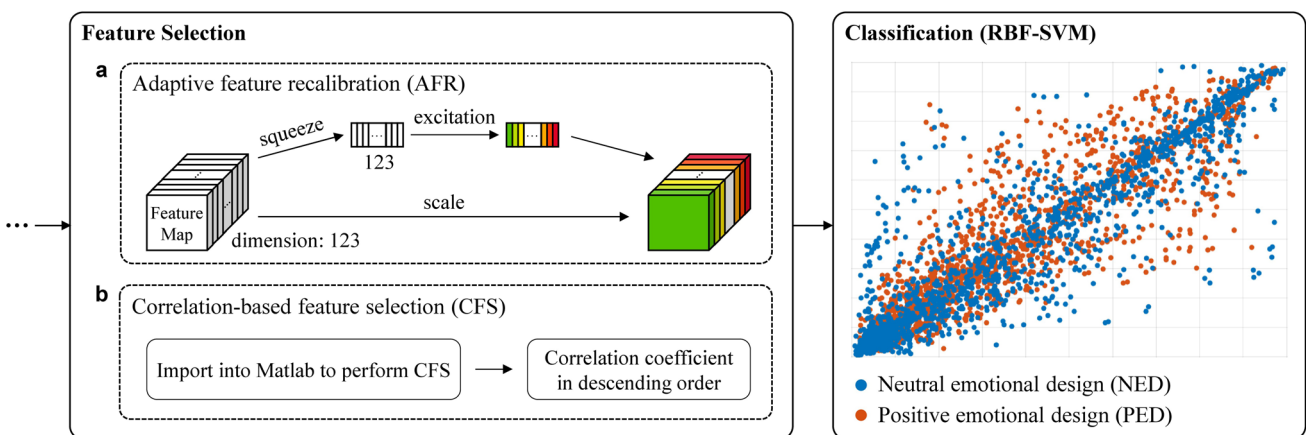 Feature Selection
a
Adaptive feature recalibration (AFR)
squeeze
...
123
excitation
...
...
...
Feature
Map
scale
dimension: 123
...
b
Correlation-based feature selection (CFS)
Import into Matlab to perform CFS
Correlation coefficient
in descending order
Classification (RBF-SVM)
Neutral emotional design (NED)
Positive emotional design (PED)